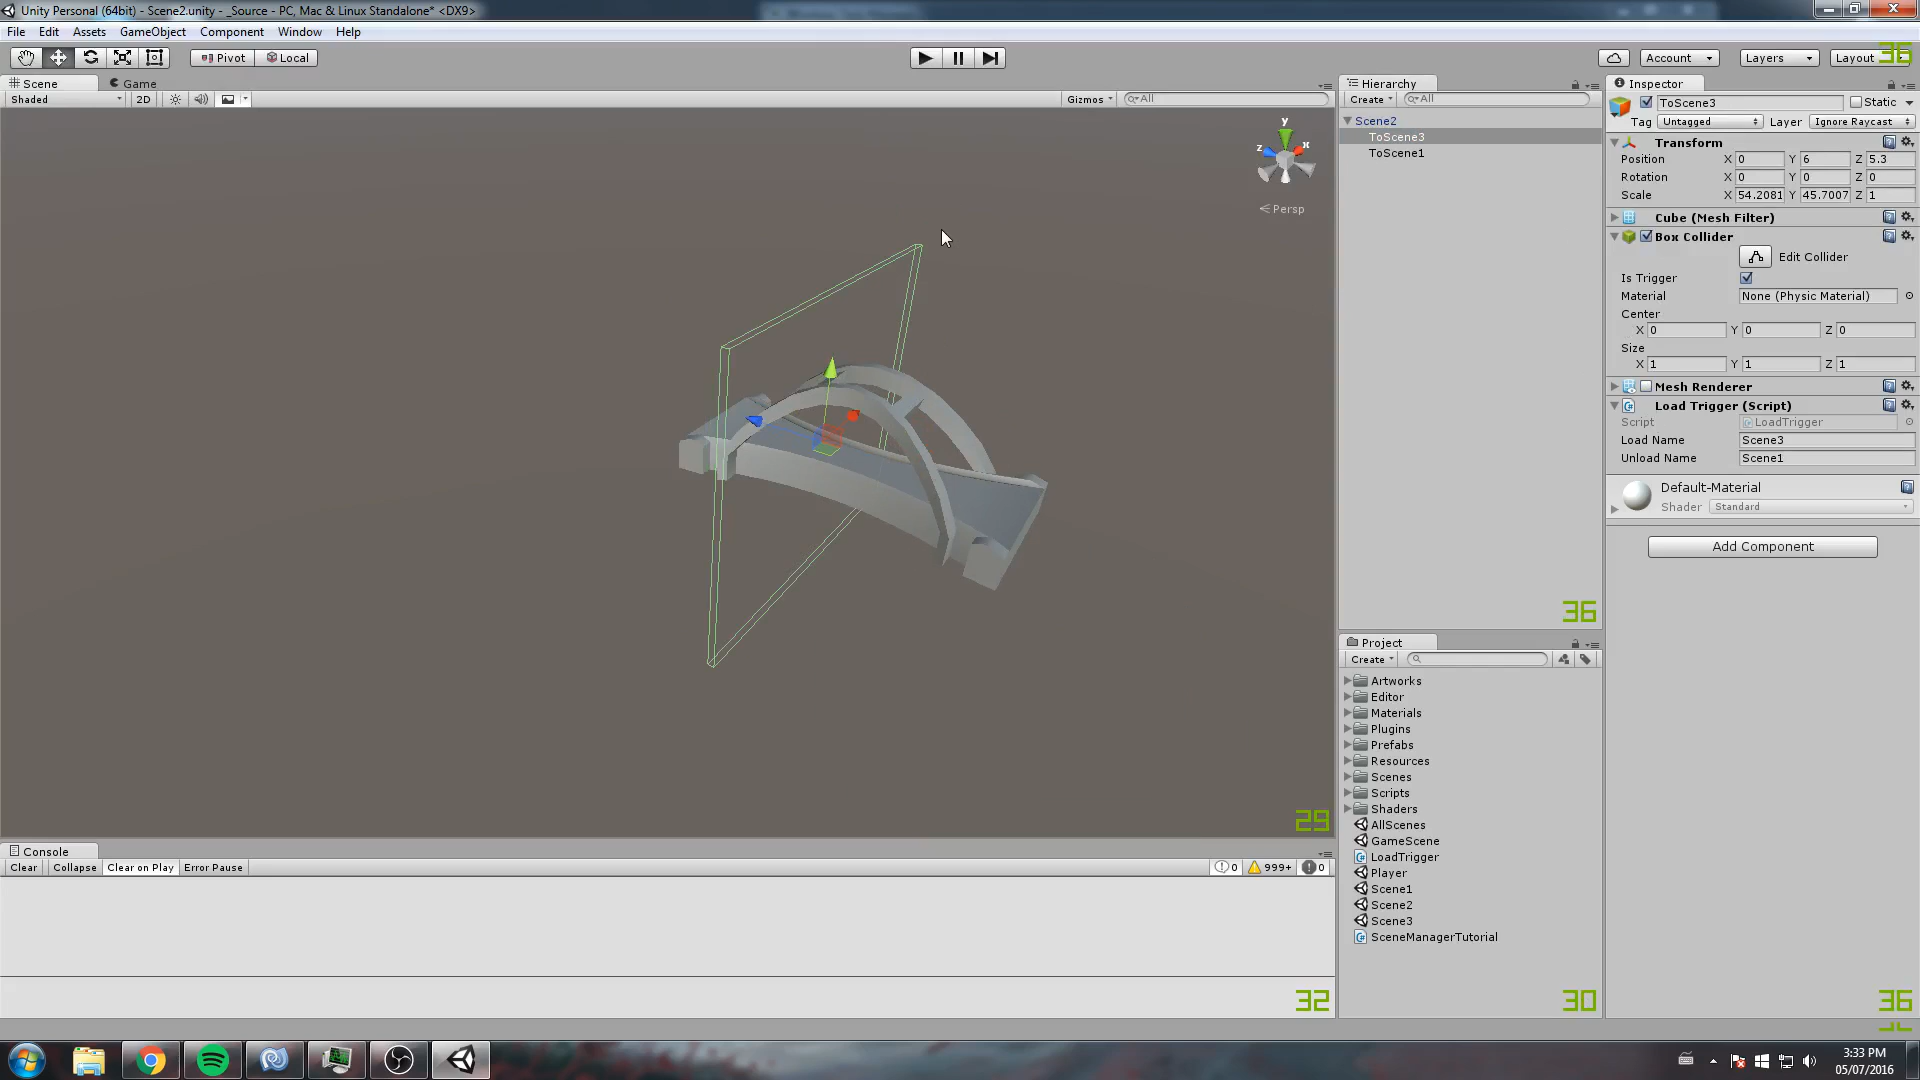 Unity Personal (64bit) - Scene2.unity - _Source - PC, Mac & Linux Standalone* <DX9>
File Edit Assets GameObject Component Window Help
Pivot Local Account Layers Layout 36
Scene Game
Shaded 2D Gizmos All
Hierarchy
Create All
Scene2
ToScene3
ToScene1
y
z x
Persp
Inspector
ToScene3 Static
Tag Untagged Layer Ignore Raycast
Transform
Position X 0 Y 6 Z 5.3
Rotation X 0 Y 0 Z 0
Scale X 54.2081 Y 45.7007 Z 1
Cube (Mesh Filter)
Box Collider
Edit Collider
Is Trigger
Material None (Physic Material)
Center
X 0 Y 0 Z 0
Size
X 1 Y 1 Z 1
Mesh Renderer
Load Trigger (Script)
Script LoadTrigger
Load Name Scene3
Unload Name Scene1
Default-Material
Shader Standard
Add Component
36
Project
Create
Artworks
Editor
Materials
Plugins
Prefabs
Resources
Scenes
Scripts
Shaders
AllScenes
GameScene
LoadTrigger
Player
Scene1
Scene2
Scene3
SceneManagerTutorial
29
Console
Clear Collapse Clear on Play Error Pause 0 999+ 0
32 30 36
3:33 PM
05/07/2016